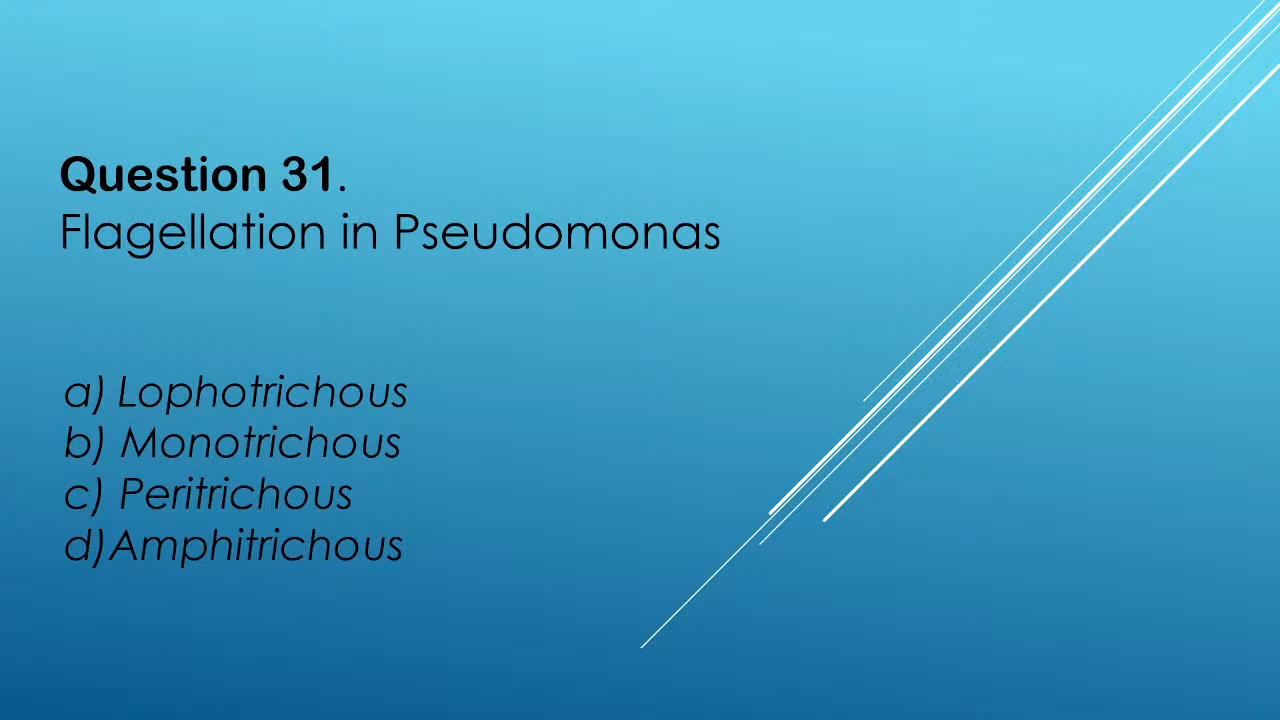 Question 31.
Flagellation in Pseudomonas
a) Lophotrichous
b) Monotrichous
c) Peritrichous
d)Amphitrichous